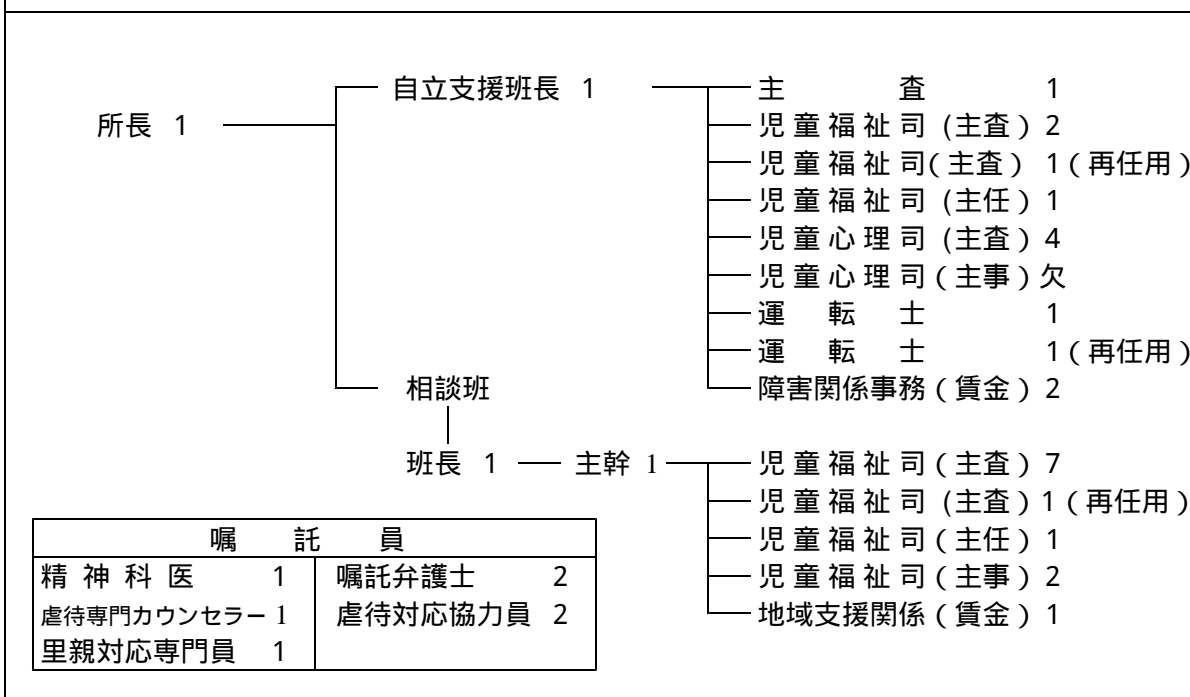 自立支援班長 1
所長 1
主 査 1
児童福祉司 (主査) 2
児童福祉司(主査) 1(再任用)
児童福祉司 (主任) 1
児童心理司 (主査) 4
児童心理司(主事)欠
運 転 士 1
運 転 士 1(再任用)
障害関係事務(賃金) 2
相談班
班長 1
主幹 1
児童福祉司(主査) 7
児童福祉司 (主査) 1(再任用)
児童福祉司(主任) 1
児童福祉司(主事) 2
地域支援関係(賃金) 1
嘱 託 員
精神科医 1 嘱託弁護士 2
虐待専門カウンセラー 1 虐待対応協力員 2
里親対応専門員 1